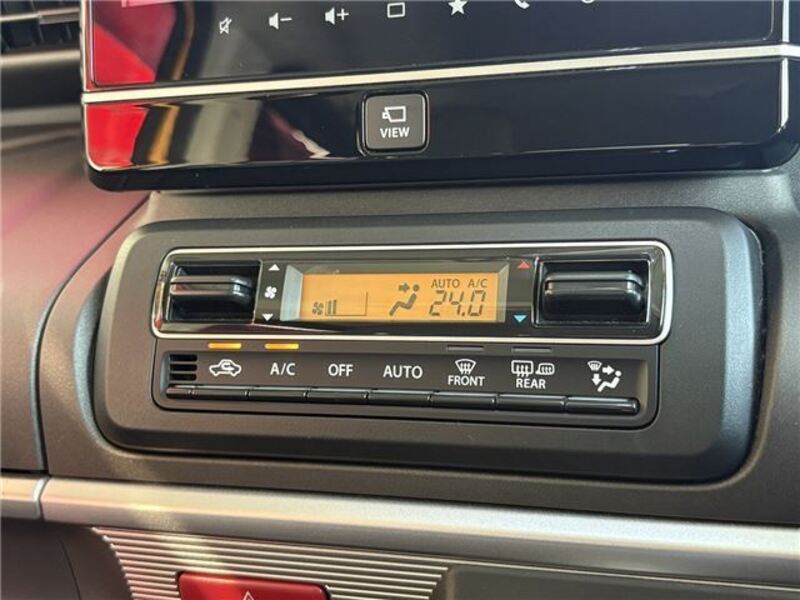 VIEW
AUTO A/C
24.0
A/C OFF AUTO FRONT REAR